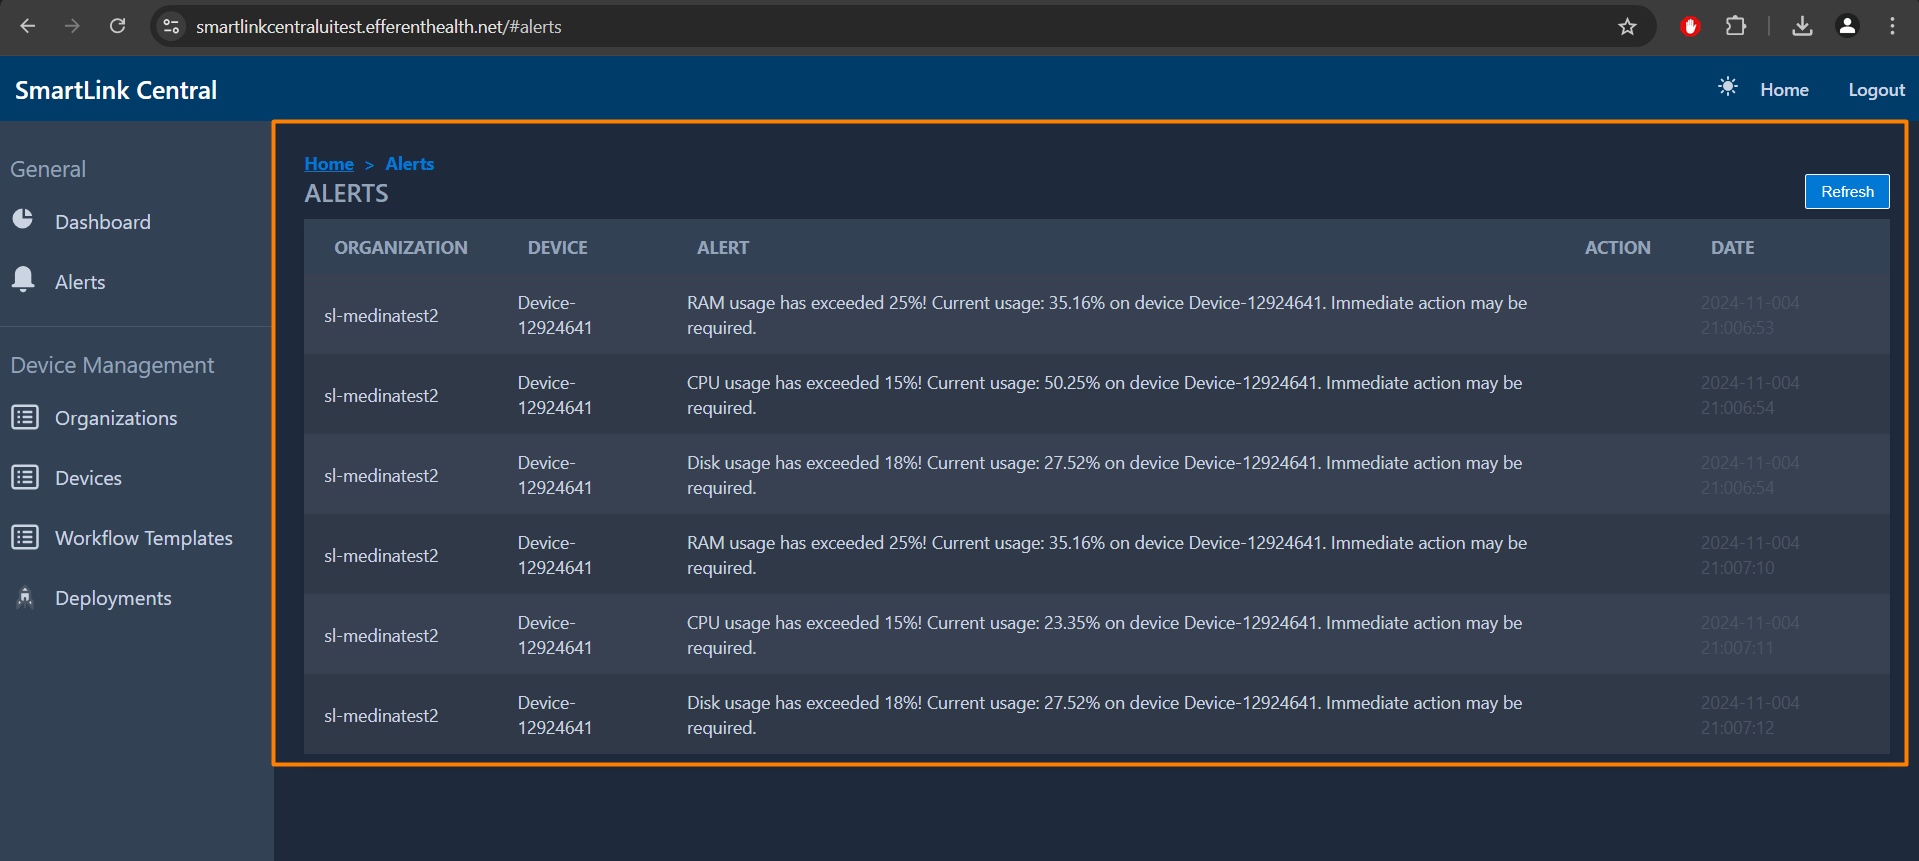 smartlinkcentraluitest.efferenthealth.net/#alerts
SmartLink Central
Home
Logout
General
Dashboard
Alerts
Device Management
Organizations
Devices
Workflow Templates
Deployments
Home > Alerts
ALERTS
Refresh
ORGANIZATION DEVICE ALERT ACTION DATE
sl-medinatest2
Device-
12924641
RAM usage has exceeded 25%! Current usage: 35.16% on device Device-12924641. Immediate action may be
required.
2024-11-004
21:006:53
sl-medinatest2
Device-
12924641
CPU usage has exceeded 15%! Current usage: 50.25% on device Device-12924641. Immediate action may be
required.
2024-11-004
21:006:54
sl-medinatest2
Device-
12924641
Disk usage has exceeded 18%! Current usage: 27.52% on device Device-12924641. Immediate action may be
required.
2024-11-004
21:006:54
sl-medinatest2
Device-
12924641
RAM usage has exceeded 25%! Current usage: 35.16% on device Device-12924641. Immediate action may be
required.
2024-11-004
21:007:10
sl-medinatest2
Device-
12924641
CPU usage has exceeded 15%! Current usage: 23.35% on device Device-12924641. Immediate action may be
required.
2024-11-004
21:007:11
sl-medinatest2
Device-
12924641
Disk usage has exceeded 18%! Current usage: 27.52% on device Device-12924641. Immediate action may be
required.
2024-11-004
21:007:12